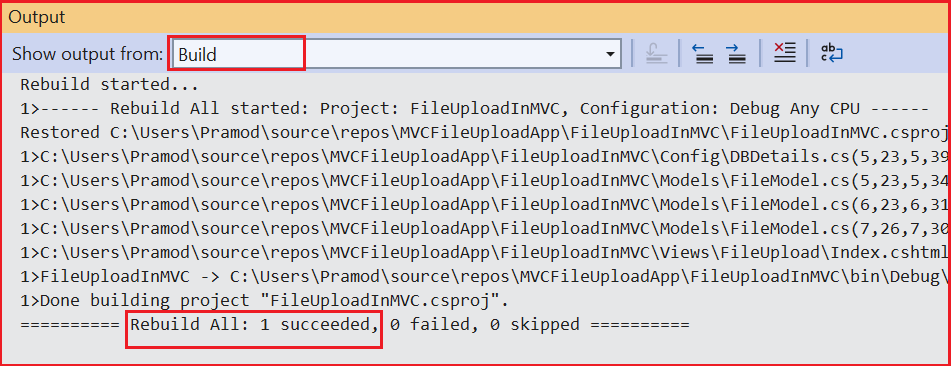 Output
Show output from: Build
Rebuild started...
1>------ Rebuild All started: Project: FileUploadInMVC, Configuration: Debug Any CPU ------
Restored C:\Users\Pramod\source\repos\MVCFileUploadApp\FileUploadInMVC\FileUploadInMVC.csproj
1>C:\Users\Pramod\source\repos\MVCFileUploadApp\FileUploadInMVC\Config\DBDetails.cs(5,23,5,39
1>C:\Users\Pramod\source\repos\MVCFileUploadApp\FileUploadInMVC\Models\FileModel.cs(5,23,5,34
1>C:\Users\Pramod\source\repos\MVCFileUploadApp\FileUploadInMVC\Models\FileModel.cs(6,23,6,31
1>C:\Users\Pramod\source\repos\MVCFileUploadApp\FileUploadInMVC\Models\FileModel.cs(7,26,7,30
1>C:\Users\Pramod\source\repos\MVCFileUploadApp\FileUploadInMVC\Views\FileUpload\Index.cshtml
1>FileUploadInMVC -> C:\Users\Pramod\source\repos\MVCFileUploadApp\FileUploadInMVC\bin\Debug\
1>Done building project "FileUploadInMVC.csproj".
========== Rebuild All: 1 succeeded, 0 failed, 0 skipped ==========